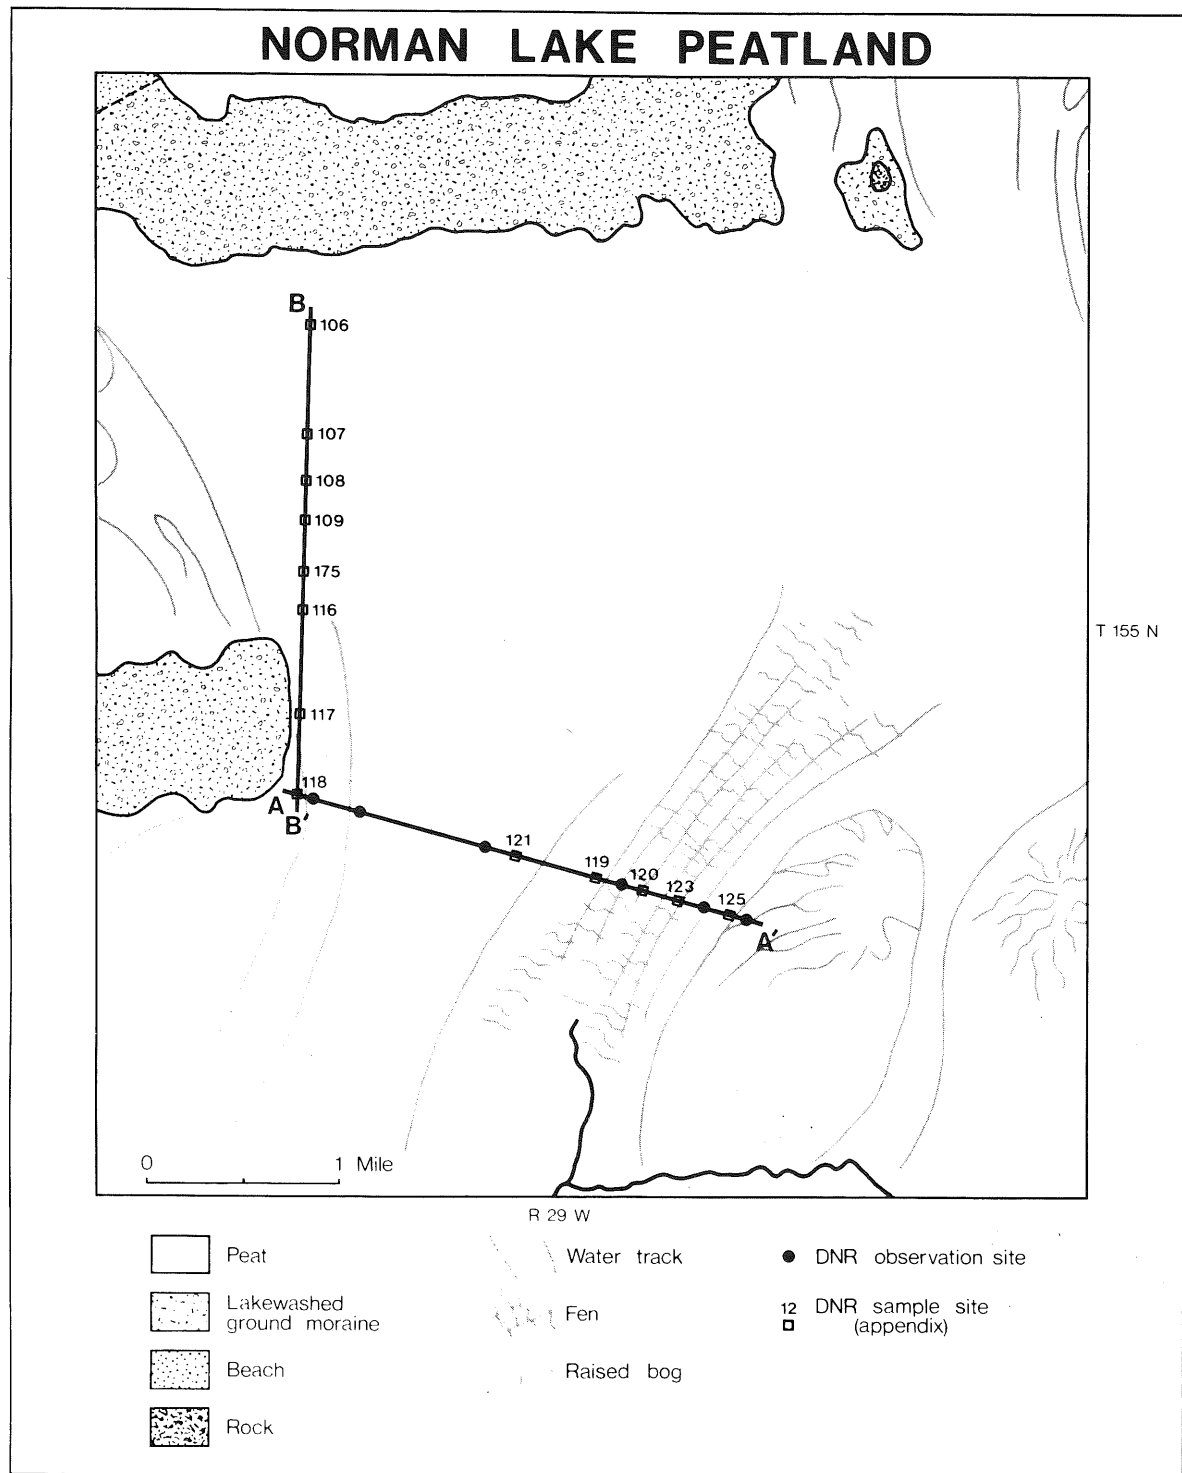 NORMAN LAKE PEATLAND
B
106
107
108
109
175
116
T 155 N
117
118
A
B'
121
119
120
123
125
A'
0 1 Mile
R 29 W
Peat
Lakewashed
ground moraine
Beach
Rock
Water track
Fen
Raised bog
DNR observation site
12 DNR sample site
(appendix)